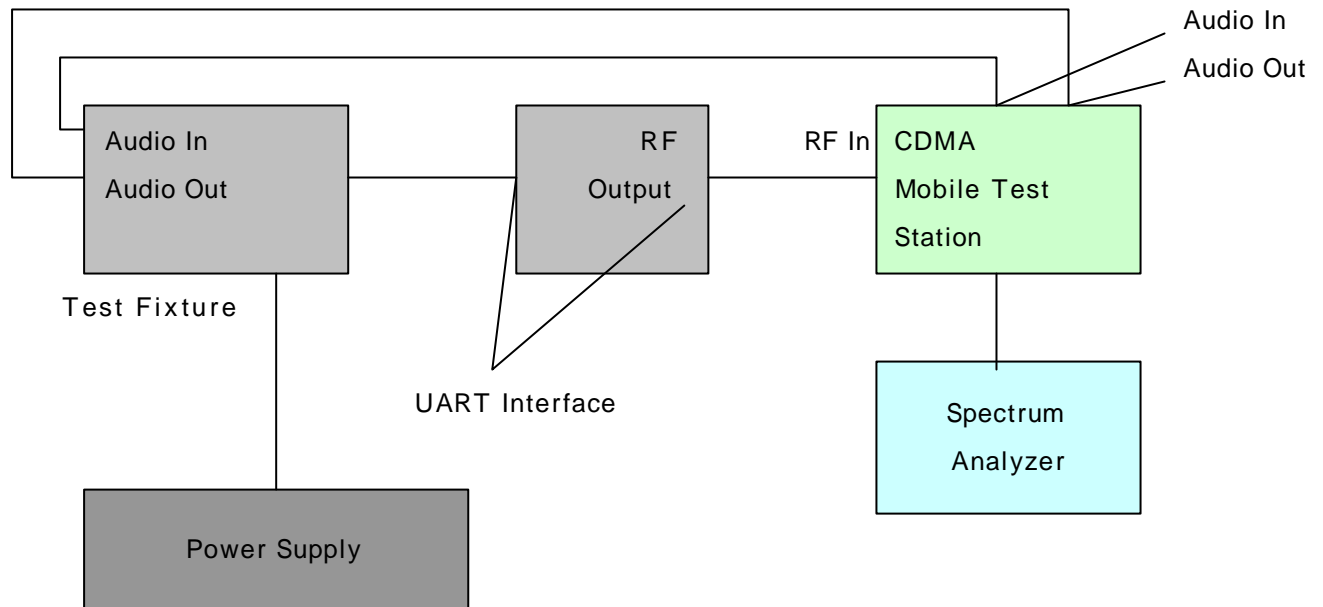 Audio In
Audio Out
Audio In
Audio Out
RF
Output
RF In
CDMA
Mobile Test
Station
Test Fixture
UART Interface
Spectrum
Analyzer
Power Supply